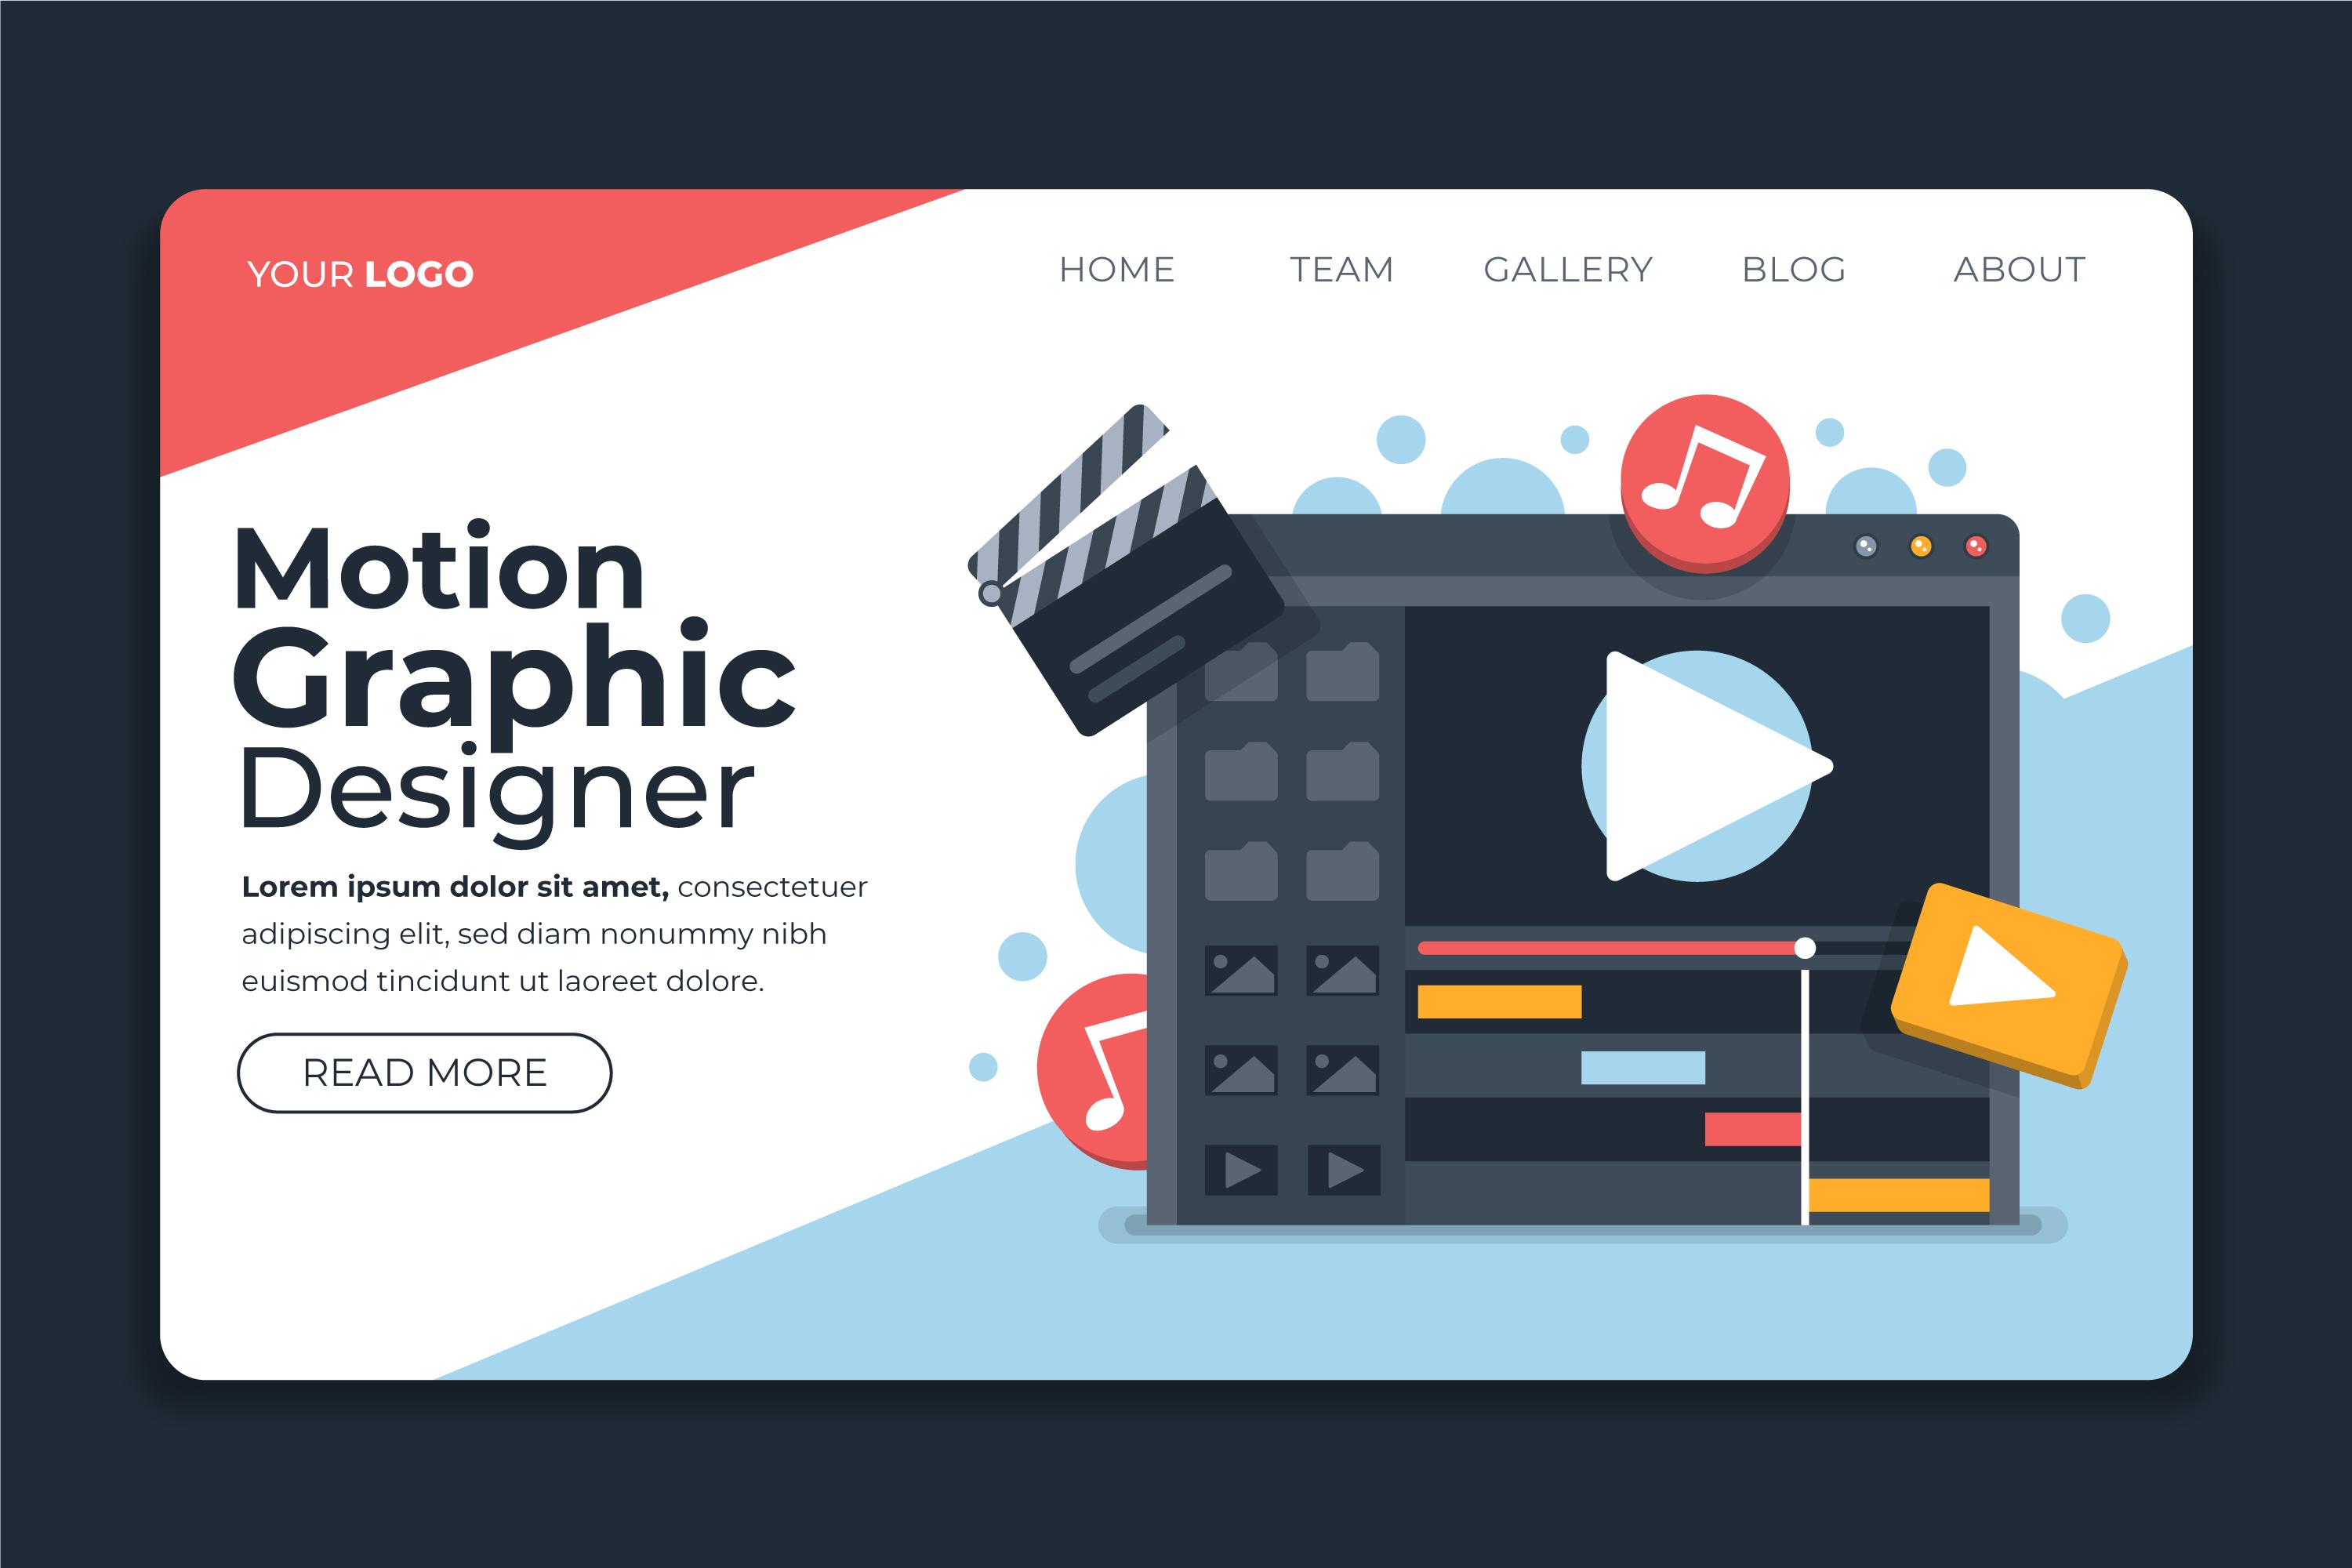 YOUR LOGO
HOME TEAM GALLERY BLOG ABOUT
Motion
Graphic
Designer
Lorem ipsum dolor sit amet, consectetuer
adipiscing elit, sed diam nonummy nibh
euismod tincidunt ut laoreet dolore.
READ MORE